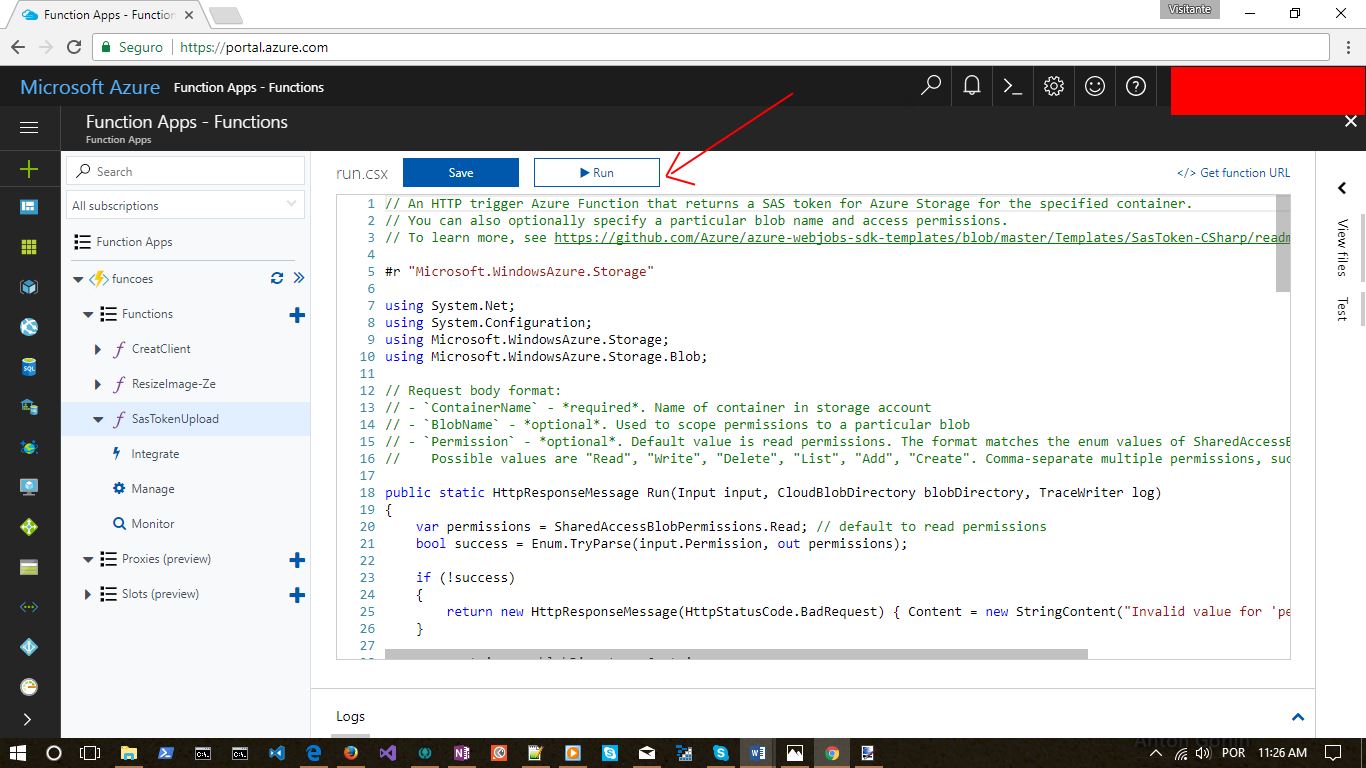 Function Apps - Function
Visitante
Seguro https://portal.azure.com
Microsoft Azure Function Apps - Functions
Function Apps - Functions
Function Apps
Search
All subscriptions
Function Apps
funcoes
Functions
CreatClient
ResizeImage-Ze
SasTokenUpload
Integrate
Manage
Monitor
Proxies (preview)
Slots (preview)
run.csx Save Run </> Get function URL
1 // An HTTP trigger Azure Function that returns a SAS token for Azure Storage for the specified container.
2 // You can also optionally specify a particular blob name and access permissions.
3 // To learn more, see https://github.com/Azure/azure-webjobs-sdk-templates/blob/master/Templates/SasToken-CSharp/readm
4
5 #r "Microsoft.WindowsAzure.Storage"
6
7 using System.Net;
8 using System.Configuration;
9 using Microsoft.WindowsAzure.Storage;
10 using Microsoft.WindowsAzure.Storage.Blob;
11
12 // Request body format:
13 // - `ContainerName` - *required*. Name of container in storage account
14 // - `BlobName` - *optional*. Used to scope permissions to a particular blob
15 // - `Permission` - *optional*. Default value is read permissions. The format matches the enum values of SharedAccessB
16 // Possible values are "Read", "Write", "Delete", "List", "Add", "Create". Comma-separate multiple permissions, suc
17
18 public static HttpResponseMessage Run(Input input, CloudBlobDirectory blobDirectory, TraceWriter log)
19 {
20 var permissions = SharedAccessBlobPermisions.Read; // default to read permissions
21 bool success = Enum.TryParse(input.Permission, out permissions);
22
23 if (!success)
24 {
25 return new HttpResponseMessage(HttpStatusCode.BadRequest) { Content = new StringContent("Invalid value for 'pe
26 }
27
View files
Test
Logs
POR 11:26 AM